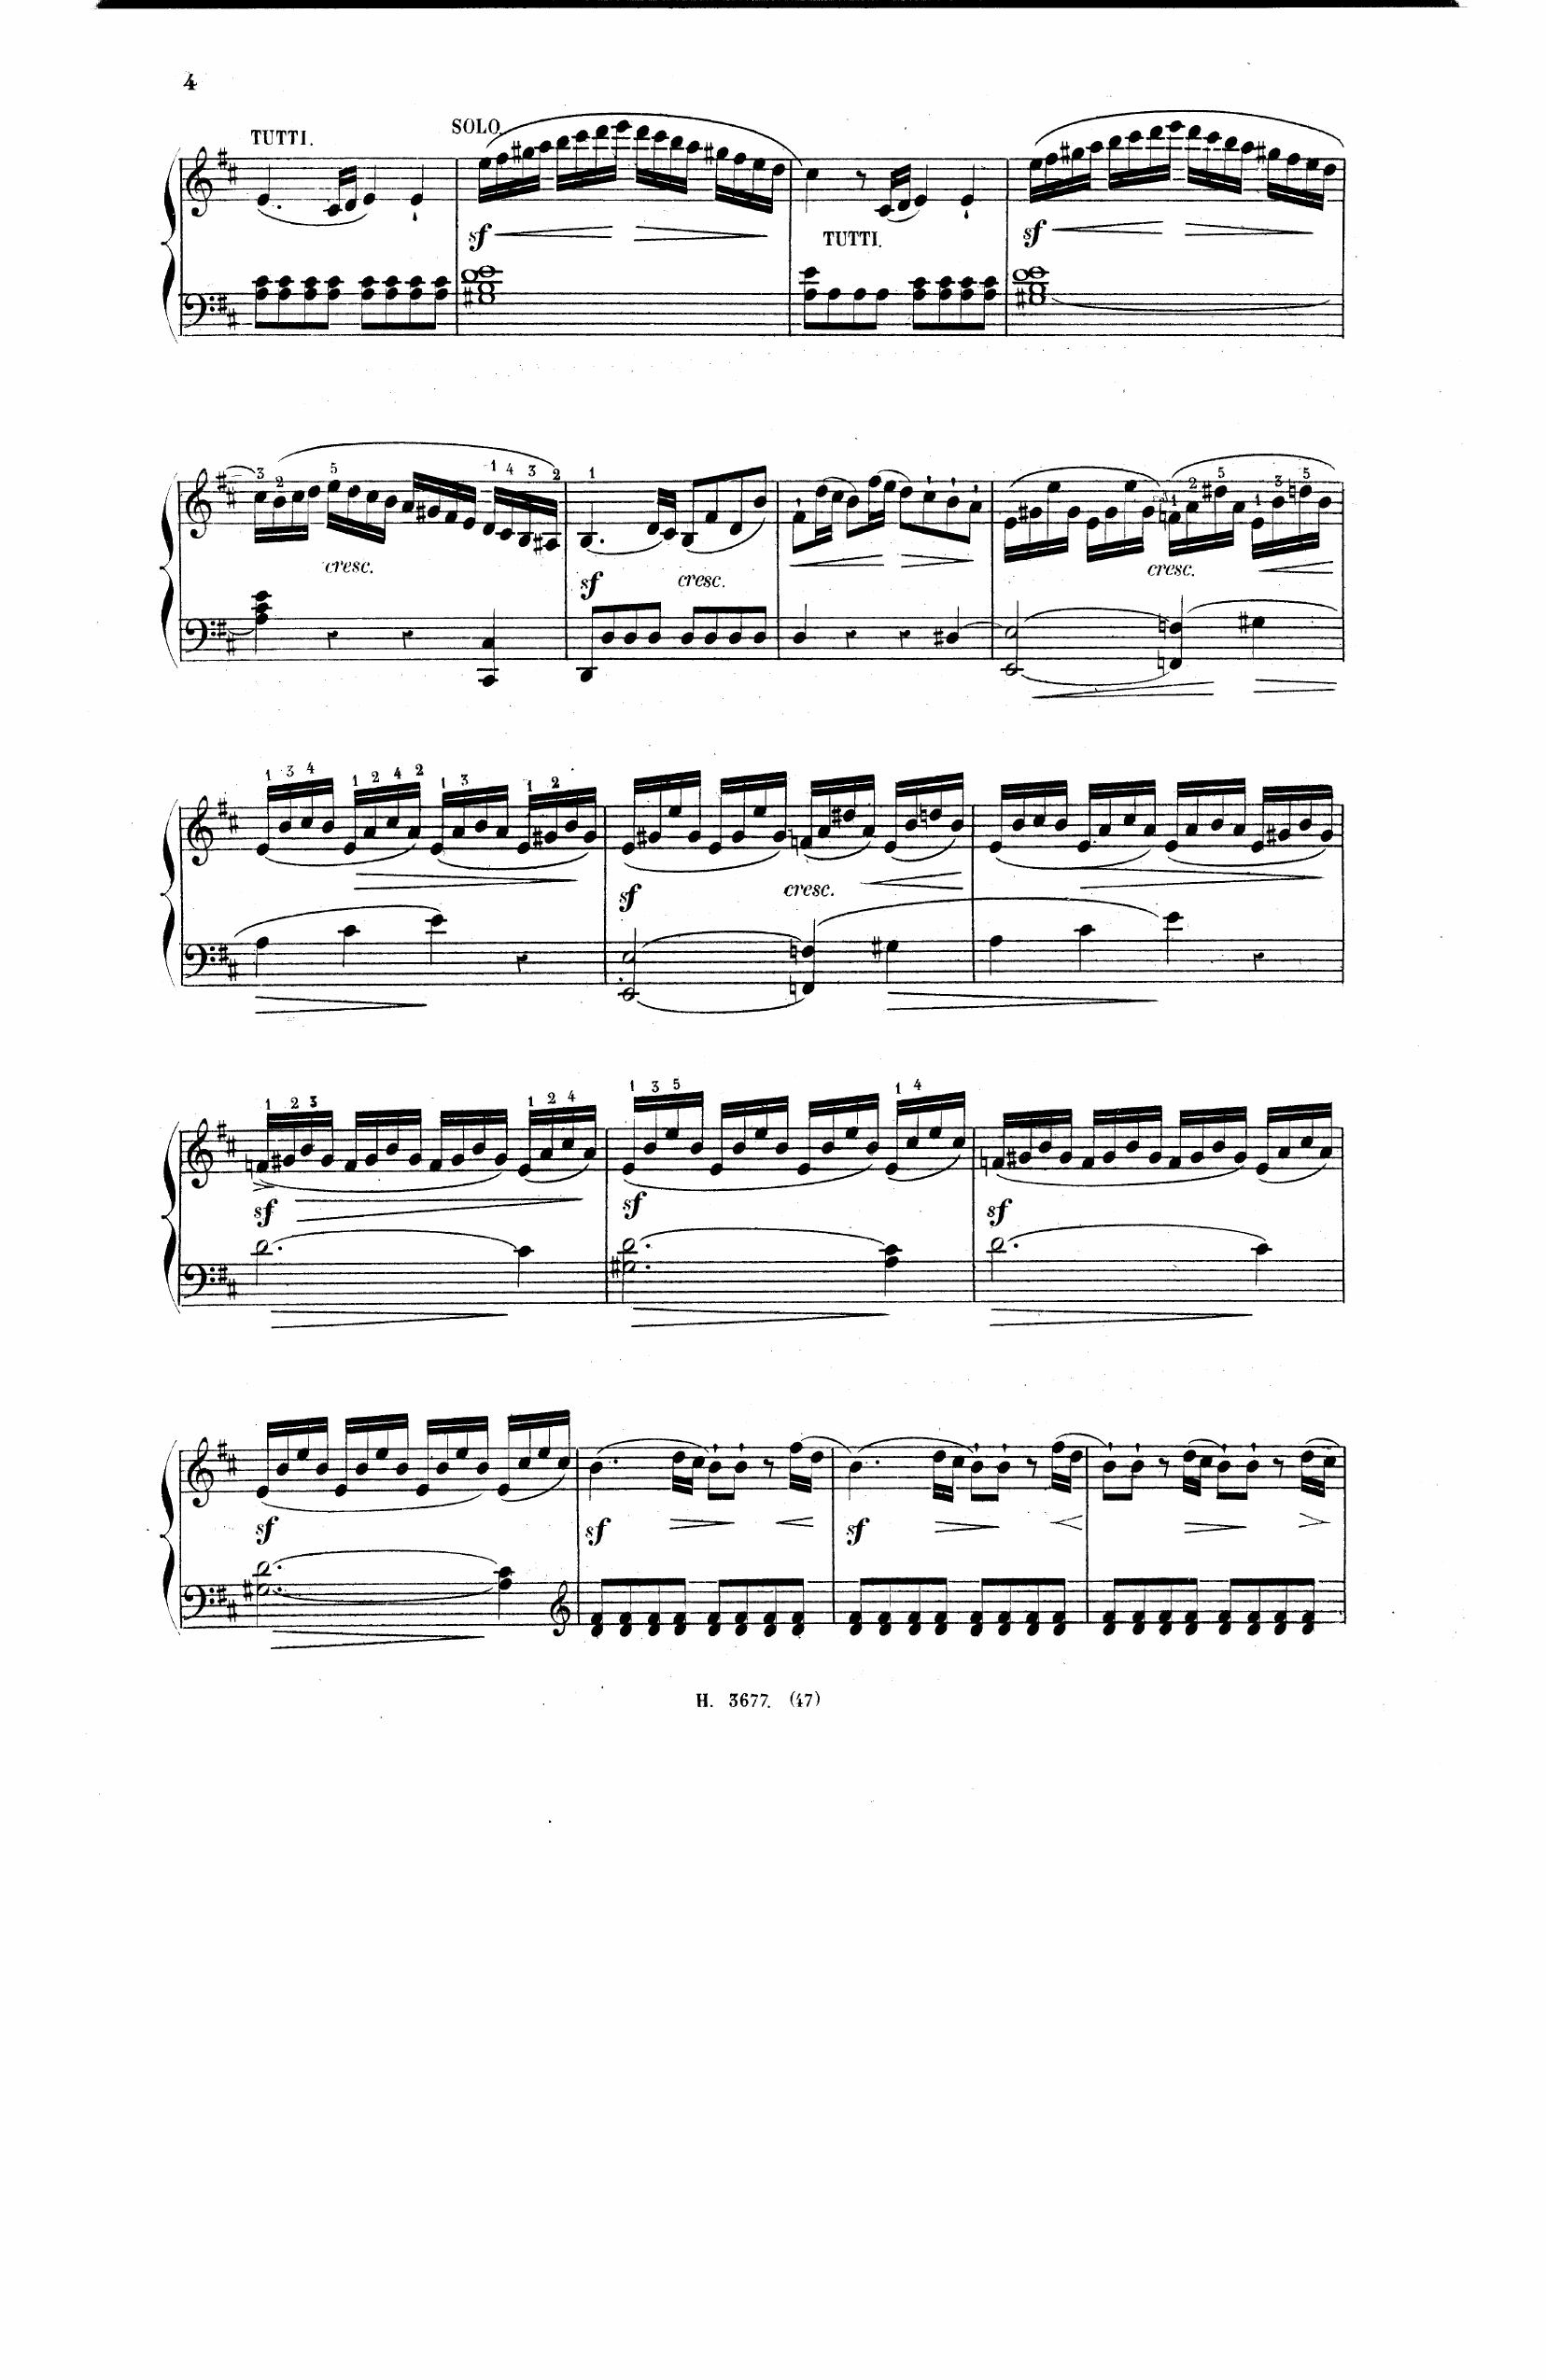 4
TUTTI. SOLO.
sf TUTTI. sf
3 2 5 1 4 3 2 1 1 2 5 1 3 5
cresc. sf cresc. cresc.
1 3 4 1 2 4 2 1 3 1 2
sf cresc.
1 2 3 1 2 4 1 3 5 1 4
sf sf sf
sf sf sf
H. 3677. (47)